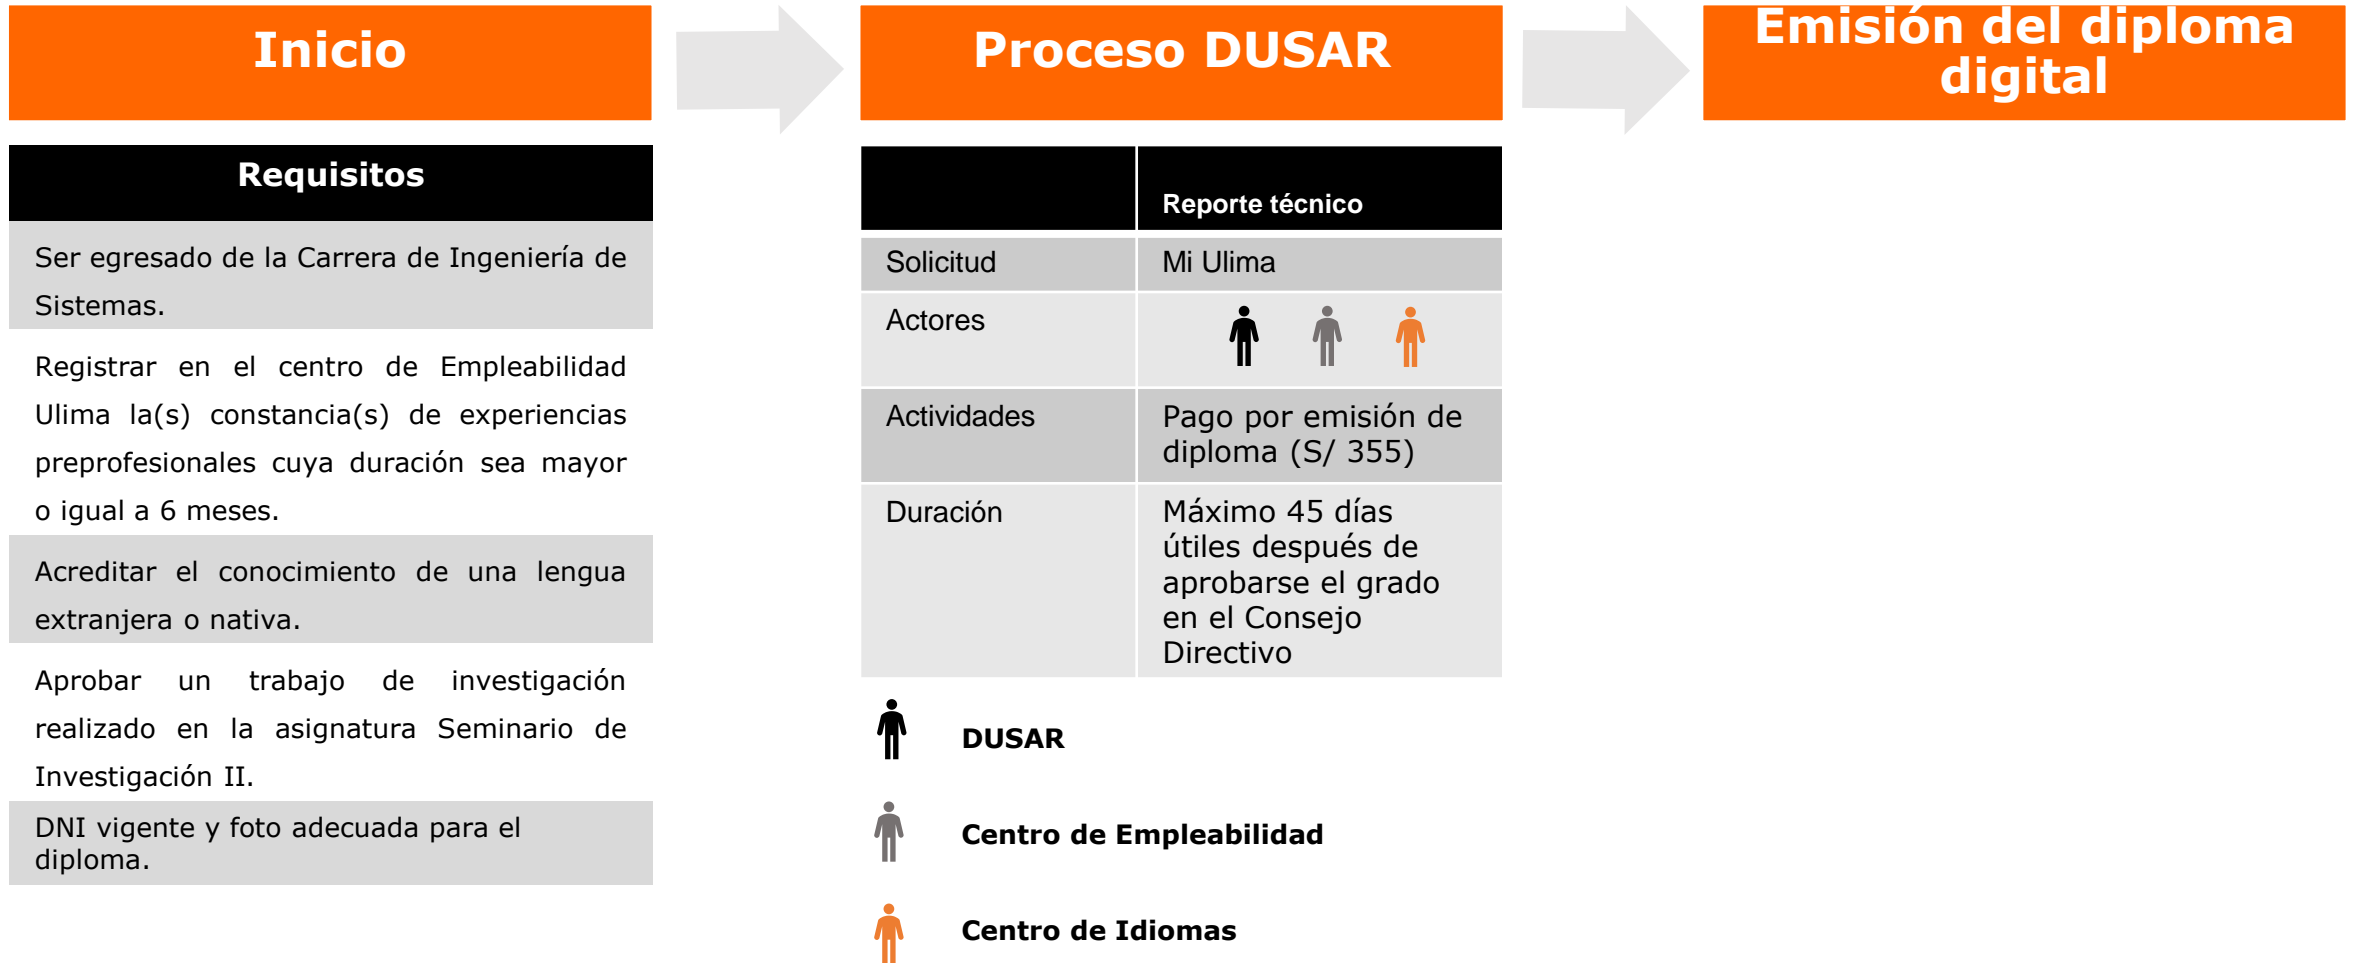 Inicio
Requisitos
Ser egresado de la Carrera de Ingeniería de
Sistemas.
Registrar en el centro de Empleabilidad
Ulima la(s) constancia(s) de experiencias
preprofesionales cuya duración sea mayor
o igual a 6 meses.
Acreditar el conocimiento de una lengua
extranjera o nativa.
Aprobar un trabajo de investigación
realizado en la asignatura Seminario de
Investigación II.
DNI vigente y foto adecuada para el
diploma.
Proceso DUSAR
Reporte técnico
Solicitud
Mi Ulima
Actores
Actividades
Pago por emisión de
diploma (S/ 355)
Duración
Máximo 45 días
útiles después de
aprobarse el grado
en el Consejo
Directivo
DUSAR
Centro de Empleabilidad
Centro de Idiomas
Emisión del diploma
digital